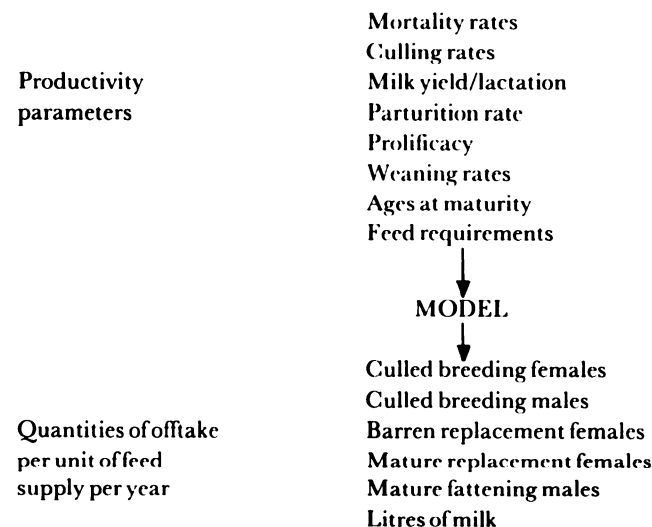 Mortality rates
Culling rates
Productivity
parameters
Milk yield/lactation
Parturition rate
Prolificacy
Weaning rates
Ages at maturity
Feed requirements
MODEL
Culled breeding females
Culled breeding males
Quantities of offtake
per unit of feed
supply per year
Barren replacement females
Mature replacement females
Mature fattening males
Litres of milk